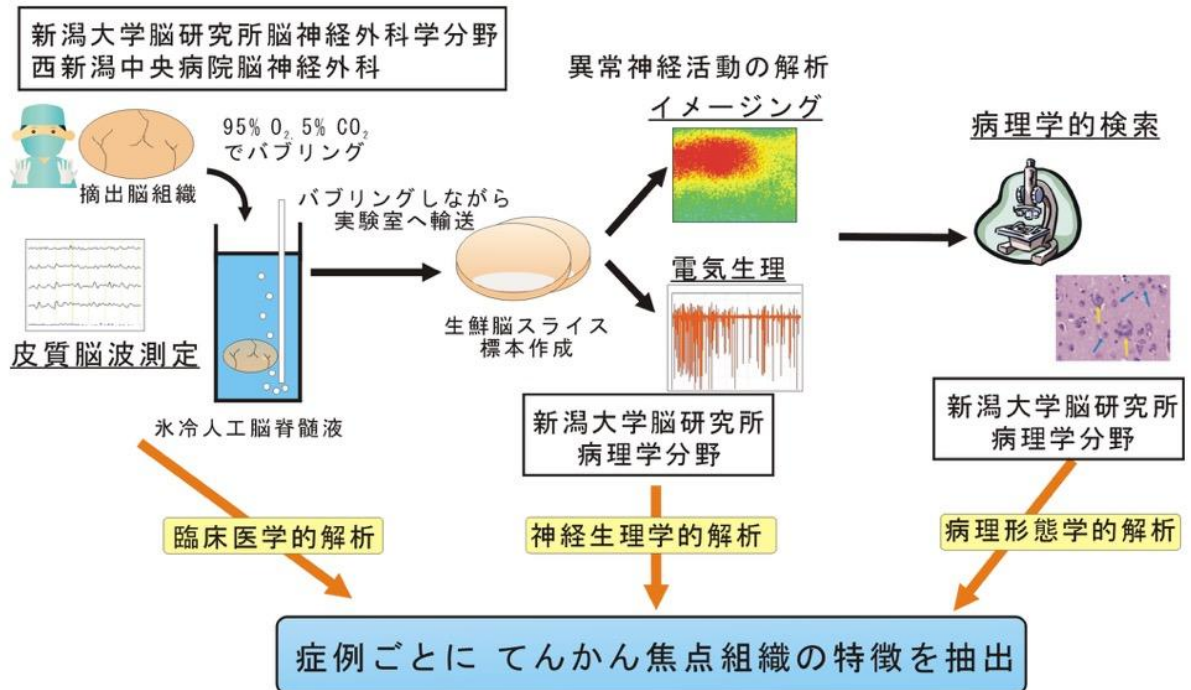 新潟大学脳研究所脳神経外科学分野
西新潟中央病院脳神経外科
摘出脳組織
95% O₂, 5% CO₂
でバブリング
皮質脳波測定
氷冷人工脳脊髄液
バブリングしながら
実験室へ輸送
生鮮脳スライス
標本作成
異常神経活動の解析
イメージング
電気生理
新潟大学脳研究所
病理学分野
病理学的検索
新潟大学脳研究所
病理学分野
臨床医学的解析
神経生理学的解析
病理形態学的解析
症例ごとに てんかん焦点組織の特徴を抽出